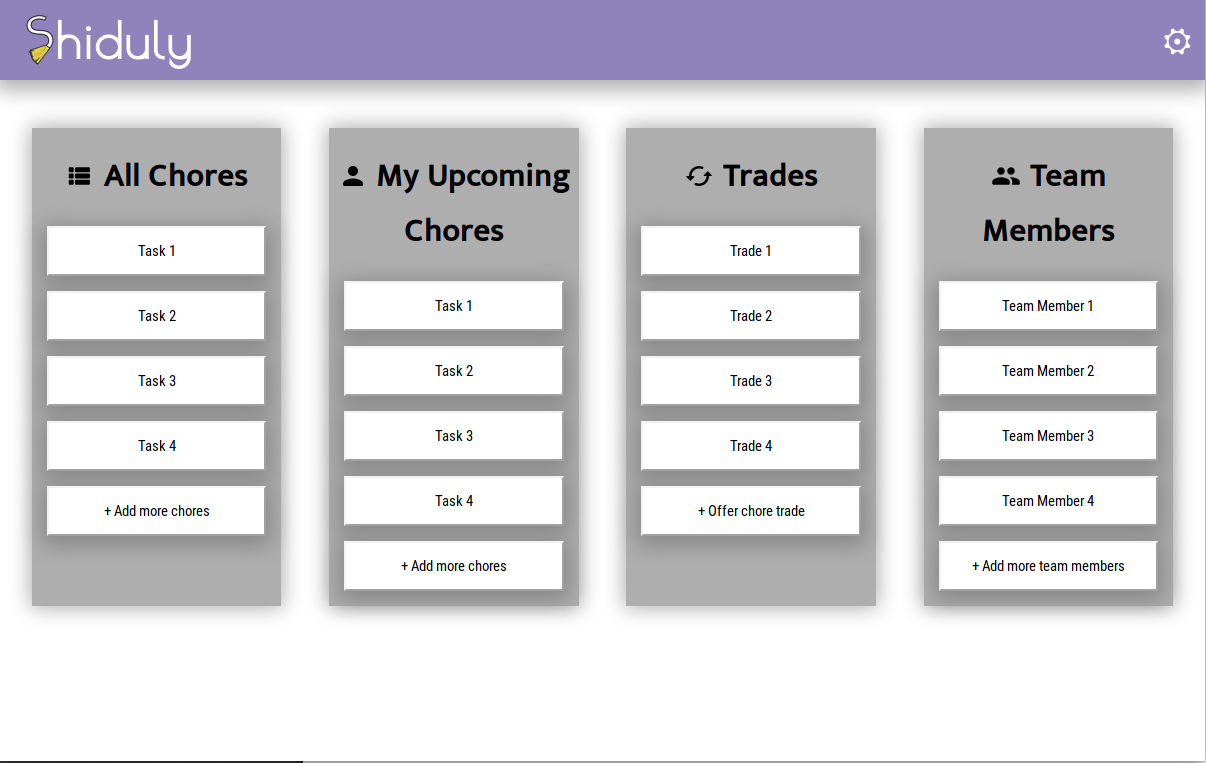 Shiduly
All Chores
Task 1
Task 2
Task 3
Task 4
+ Add more chores
My Upcoming
Chores
Task 1
Task 2
Task 3
Task 4
+ Add more chores
Trades
Trade 1
Trade 2
Trade 3
Trade 4
+ Offer chore trade
Team
Members
Team Member 1
Team Member 2
Team Member 3
Team Member 4
+ Add more team members